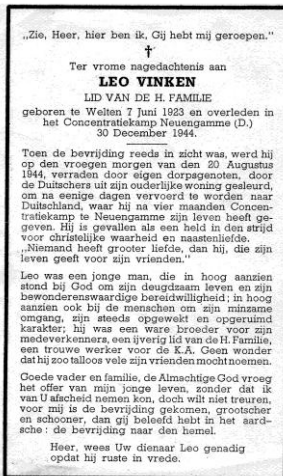 „Zie, Heer, hier ben ik, Gij hebt mij geroepen.”
Ter vrome nagedachtenis aan
LEO VINKEN
LID VAN DE H. FAMILIE
geboren te Welten 7 Juni 1923 en overleden in
het Concentratiekamp Neuengamme (D.)
30 December 1944.
Toen de bevrijding reeds in zicht was, werd hij
op den vroegen morgen van den 20 Augustus
1944, verraden door eigen dorpsgenoten, door
de Duitschers uit zijn ouderlijke woning gesleurd,
om na enige dagen vervoerd te worden naar
Duitschland, waar hij na vier maanden Concen-
tratiekamp te Neuengamme zijn leven heeft ge-
geven. Hij is gevallen als een held in den strijd
voor christelijke waarheid en naastenliefde.
„Niemand heeft grooter liefde, dan hij, die zijn
leven geeft voor zijn vrienden.”
Leo was een jonge man, die in hoog aanzien
stond bij God om zijn deugdzaam leven en zijn
bewonderenswaardige bereidwilligheid; in hoog
aanzien ook bij de menschen om zijn minzame
omgang, zijn steeds opgewekt en opgeruimd
karakter; hij was een ware broeder voor zijn
medeverkenners, een ijverig lid van de H. Familie,
een trouwe werker voor de K.A. Geen wonder
dat hij zoo talloos vele zijn vrienden mocht noemen.
Goede vader en familie, de Almachtige God vroeg
het offer van mijn jonge leven, zonder dat ik
van U afscheid nemen kon, doch wilt niet treuren,
voor mij is de bevrijding gekomen, grootscher
en schooner, dan gij beleefd hebt in het aard-
sche: de bevrijding naar den hemel.
Heer, wees Uw dienaar Leo genadig
opdat hij ruste in vrede.